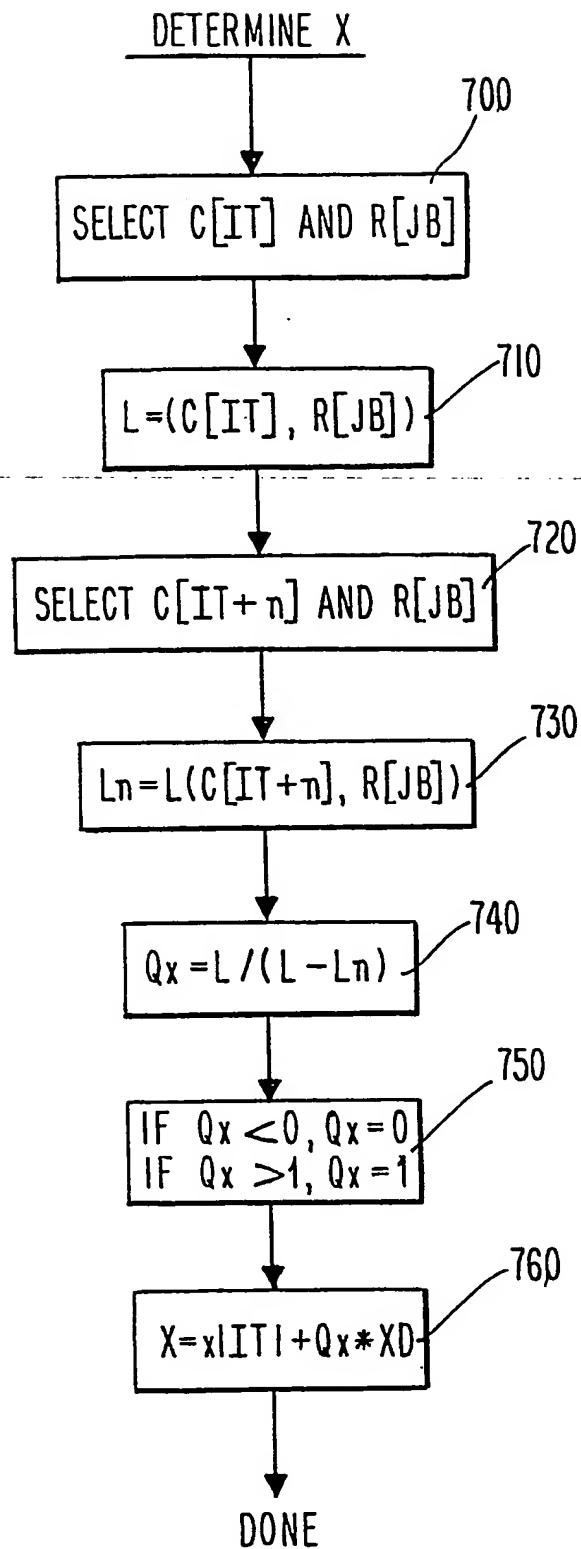 DETERMINE X
700
SELECT C[IT] AND R[JB]
710
L=(C[IT], R[JB])
720
SELECT C[IT+n] AND R[JB]
730
Ln=L(C[IT+n], R[JB])
740
Qx=L/(L-Ln)
750
IF Qx<0, Qx=0
IF Qx>1, Qx=1
760
X=x|IT|+Qx*XD
DONE